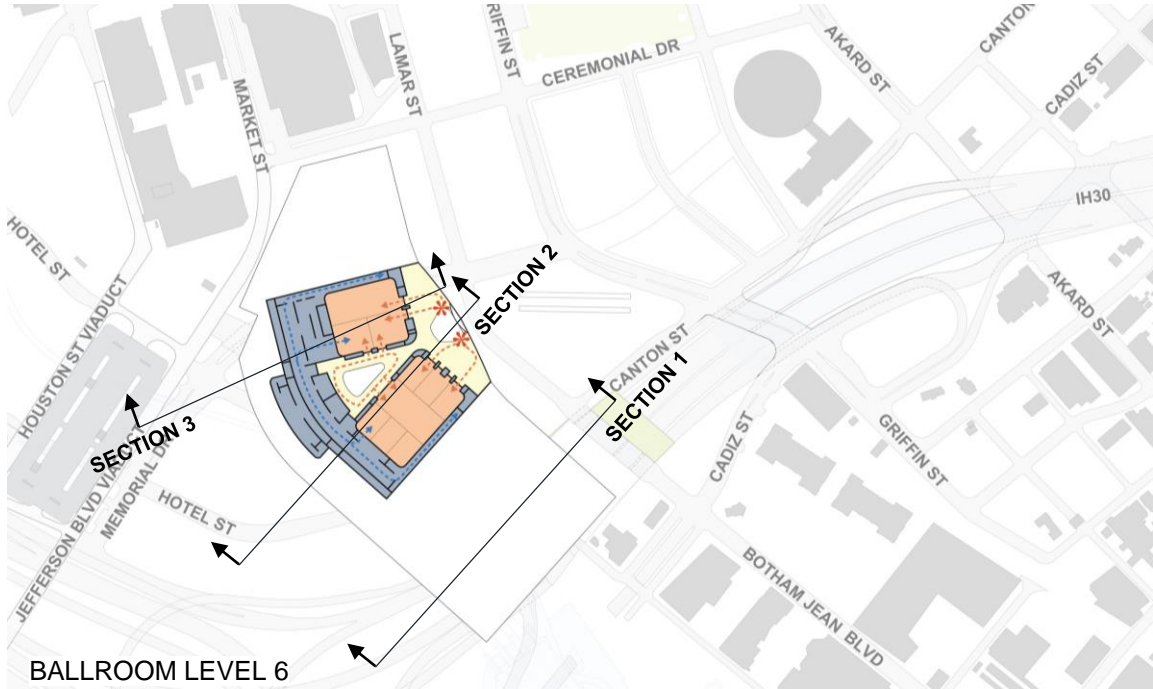 RIFFIN ST
LAMAR ST
CEREMONIAL DR
AKARD ST
CANTON
CADIZ ST
MARKET ST
IH30
HOTEL ST
HOUSTON ST VIADUCT
SECTION 2
AKARD ST
CANTON ST
SECTION 1
SECTION 3
CADIZ ST
GRIFFIN ST
MEMORIAL DR
HOTEL ST
JEFFERSON BLVD VIADUCT
BOTHAM JEAN BLVD
BALLROOM LEVEL 6